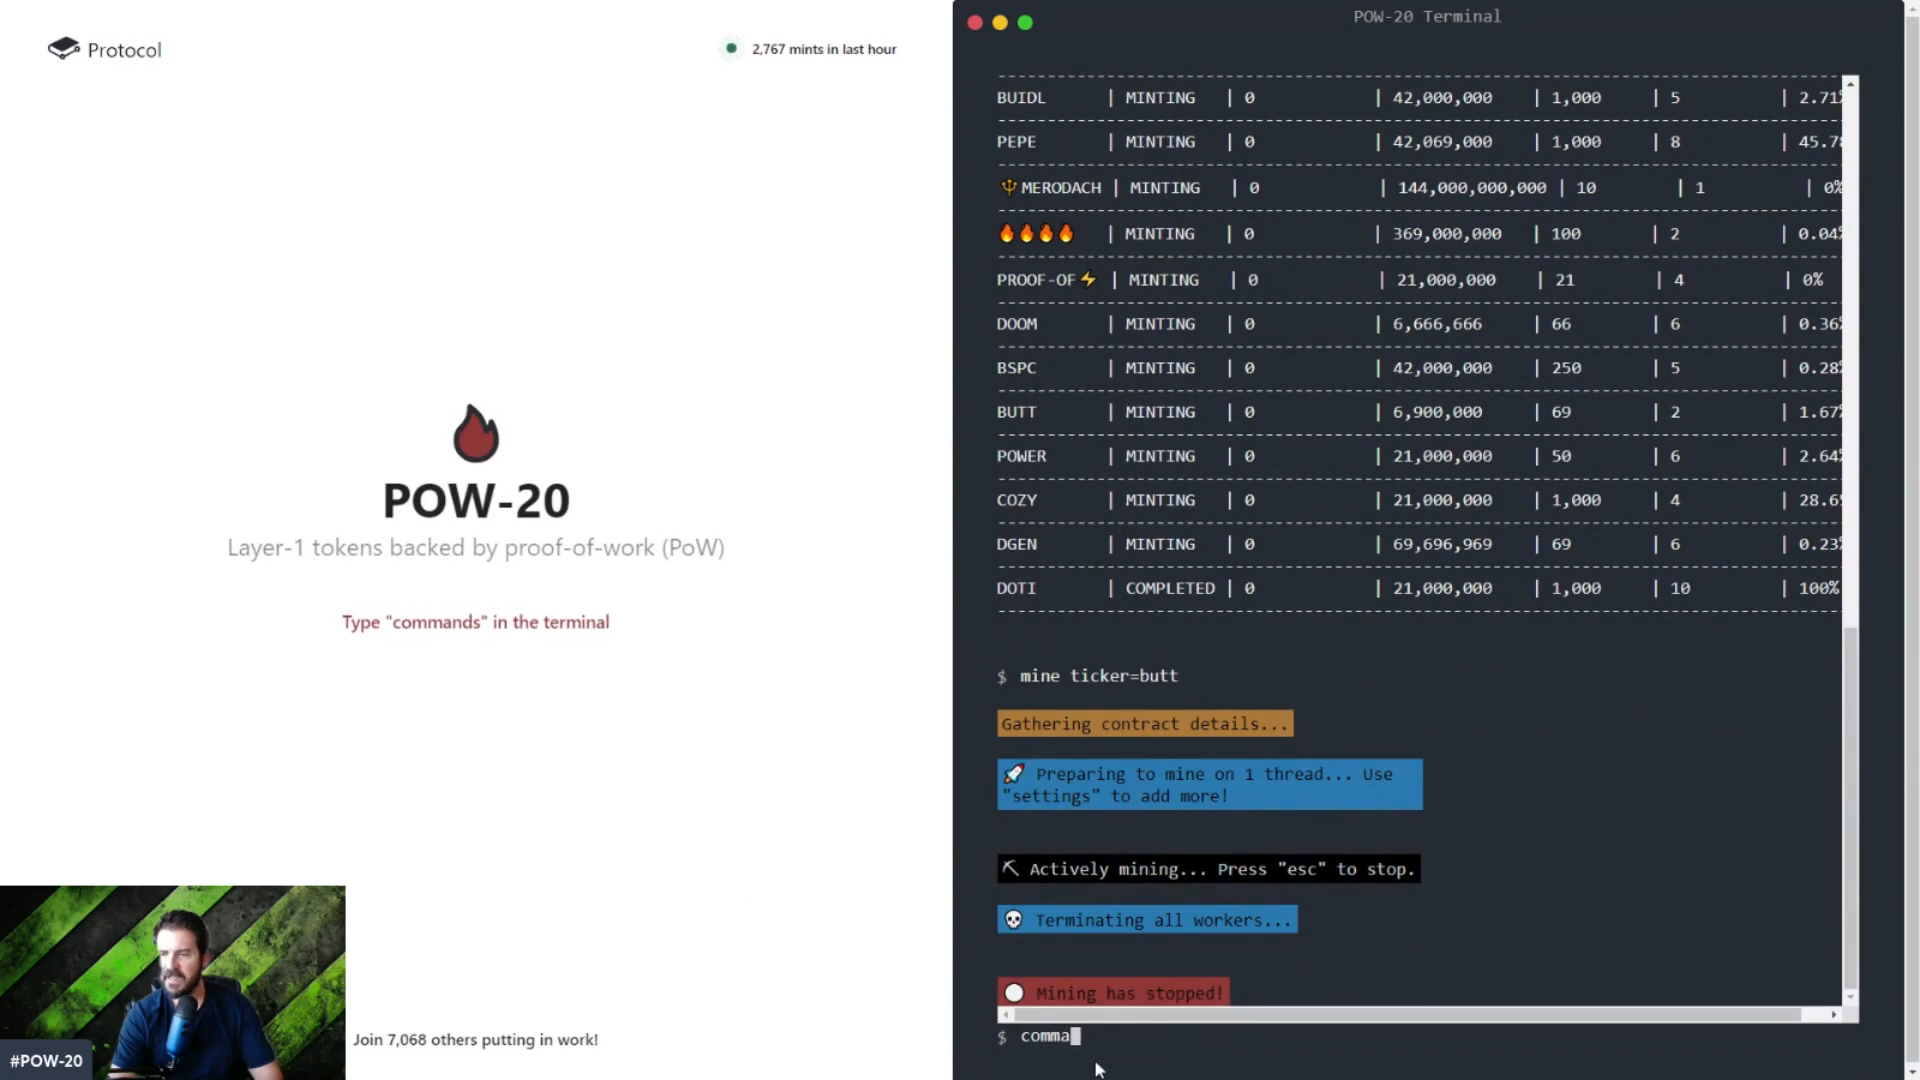 Protocol
2,767 mints in last hour
POW-20
Layer-1 tokens backed by proof-of-work (PoW)
Type "commands" in the terminal
Join 7,068 others putting in work!
#POW-20
POW-20 Terminal
BUIDL | MINTING | 0 | 42,000,000 | 1,000 | 5 | 2.71%
PEPE | MINTING | 0 | 42,069,000 | 1,000 | 8 | 45.78
🔱MERODACH | MINTING | 0 | 144,000,000,000 | 10 | 1 | 0%
🔥🔥🔥🔥 | MINTING | 0 | 369,000,000 | 100 | 2 | 0.04%
PROOF-OF⚡ | MINTING | 0 | 21,000,000 | 21 | 4 | 0%
DOOM | MINTING | 0 | 6,666,666 | 66 | 6 | 0.36%
BSPC | MINTING | 0 | 42,000,000 | 250 | 5 | 0.28%
BUTT | MINTING | 0 | 6,900,000 | 69 | 2 | 1.67%
POWER | MINTING | 0 | 21,000,000 | 50 | 6 | 2.64%
COZY | MINTING | 0 | 21,000,000 | 1,000 | 4 | 28.6
DGEN | MINTING | 0 | 69,696,969 | 69 | 6 | 0.23%
DOTI | COMPLETED | 0 | 21,000,000 | 1,000 | 10 | 100%
$ mine ticker=butt
Gathering contract details...
🚀 Preparing to mine on 1 thread... Use
"settings" to add more!
⛏ Actively mining... Press "esc" to stop.
💀 Terminating all workers...
⚪ Mining has stopped!
$ comma